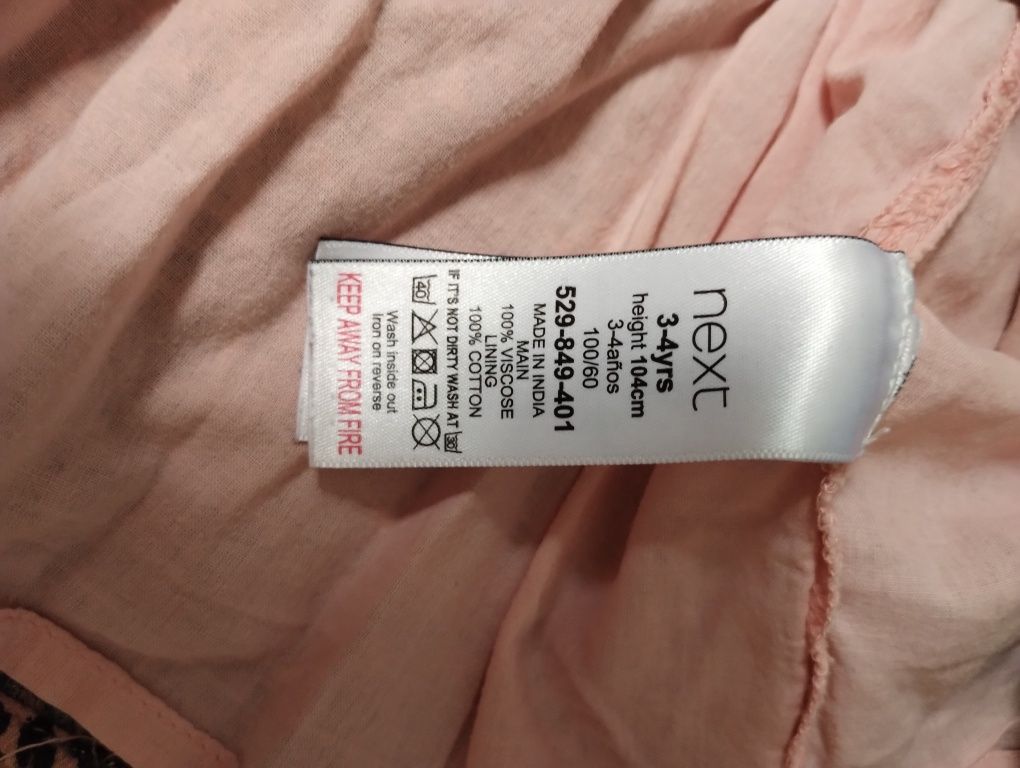 next
3-4yrs
height 104cm
3-4años
100/60
529-849-401
MADE IN INDIA
MAIN
100% VISCOSE
LINING
100% COTTON
IF IT'S NOT DIRTY WASH AT 30
40
Wash inside out
Iron on reverse
KEEP AWAY FROM FIRE